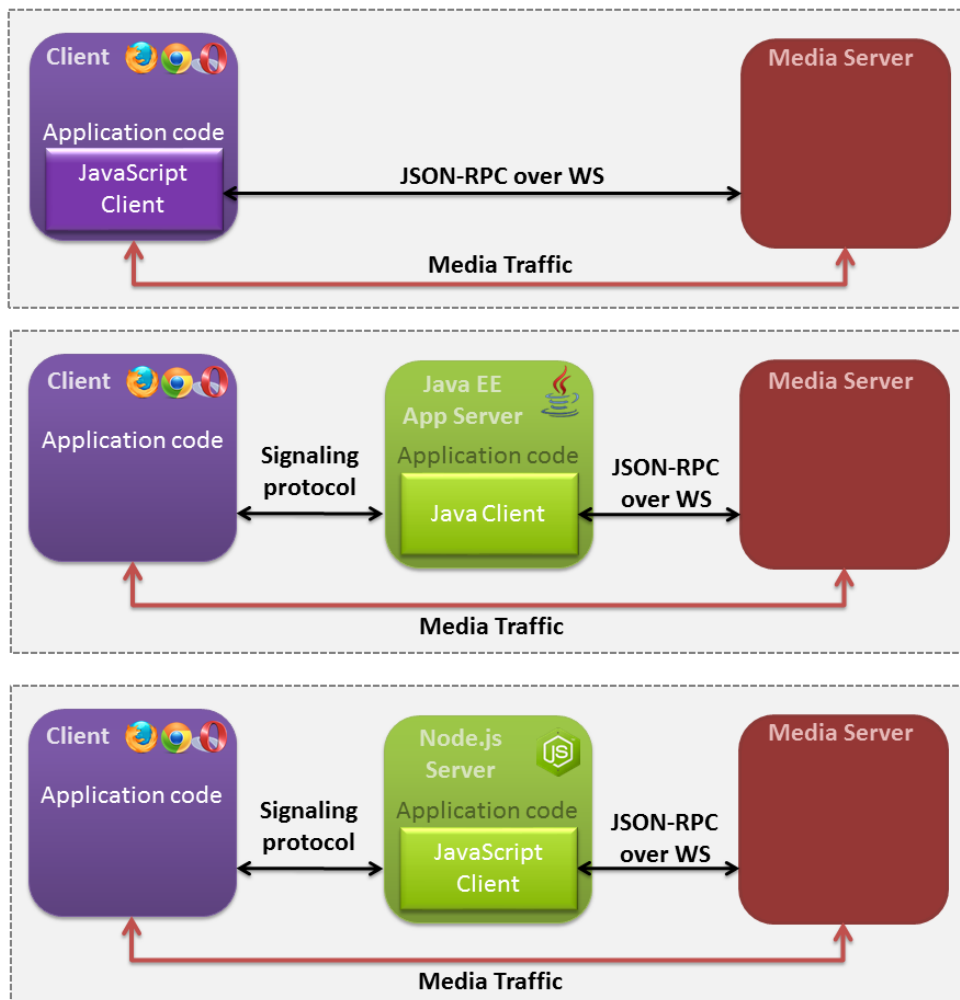 Client
Media Server
Application code
JavaScript
Client
JSON-RPC over WS
Media Traffic
Client
Java EE
App Server
Media Server
Application code
Signaling
protocol
Application code
JSON-RPC
over WS
Java Client
Media Traffic
Client
Node.js
Server
JS
Media Server
Application code
Signaling
protocol
Application code
JSON-RPC
over WS
JavaScript
Client
Media Traffic